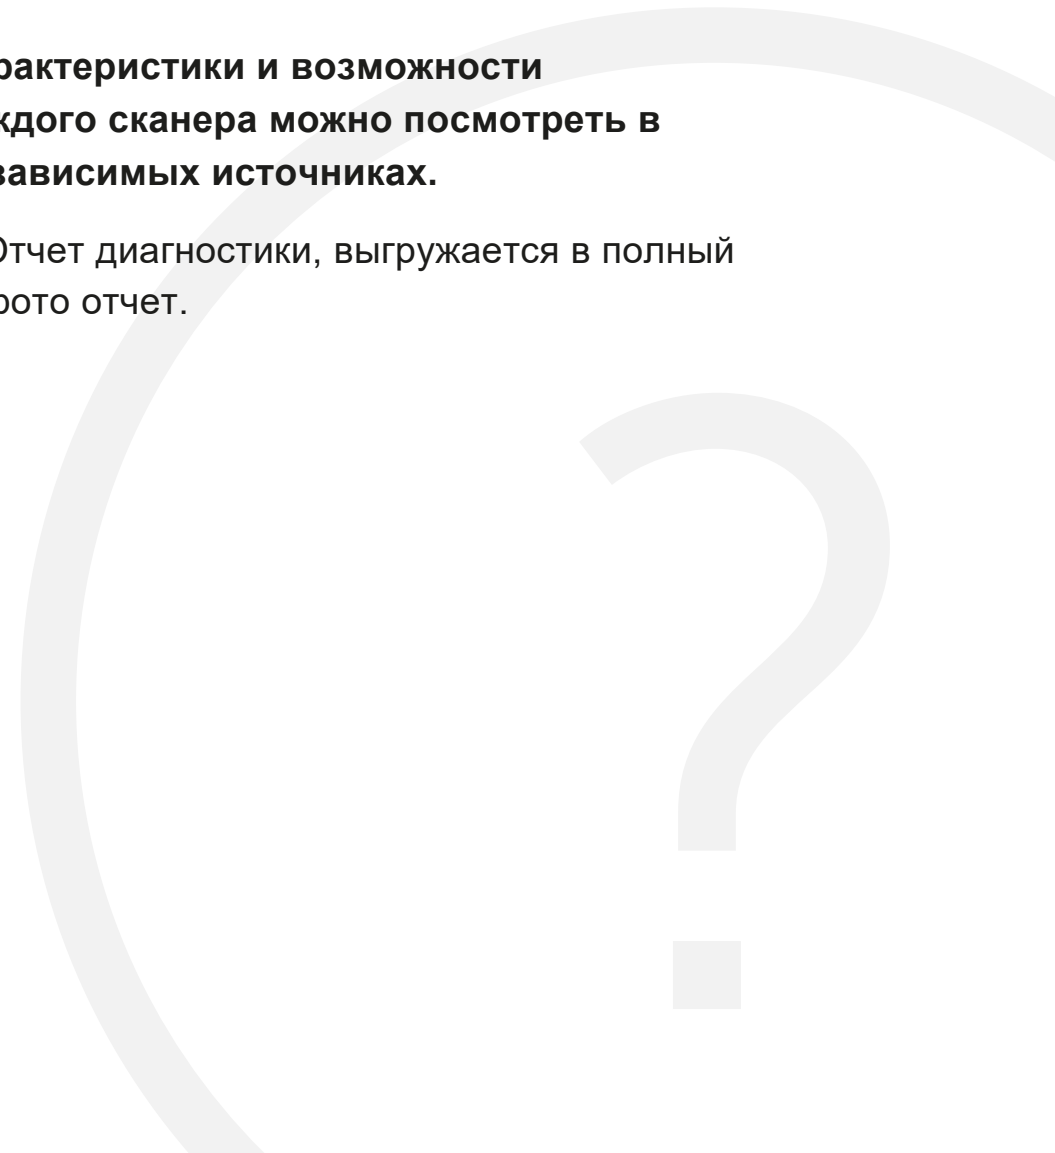 рактеристики и возможности
ждого сканера можно посмотреть в
зависимых источниках.
Отчет диагностики, выгружается в полный
фото отчет.